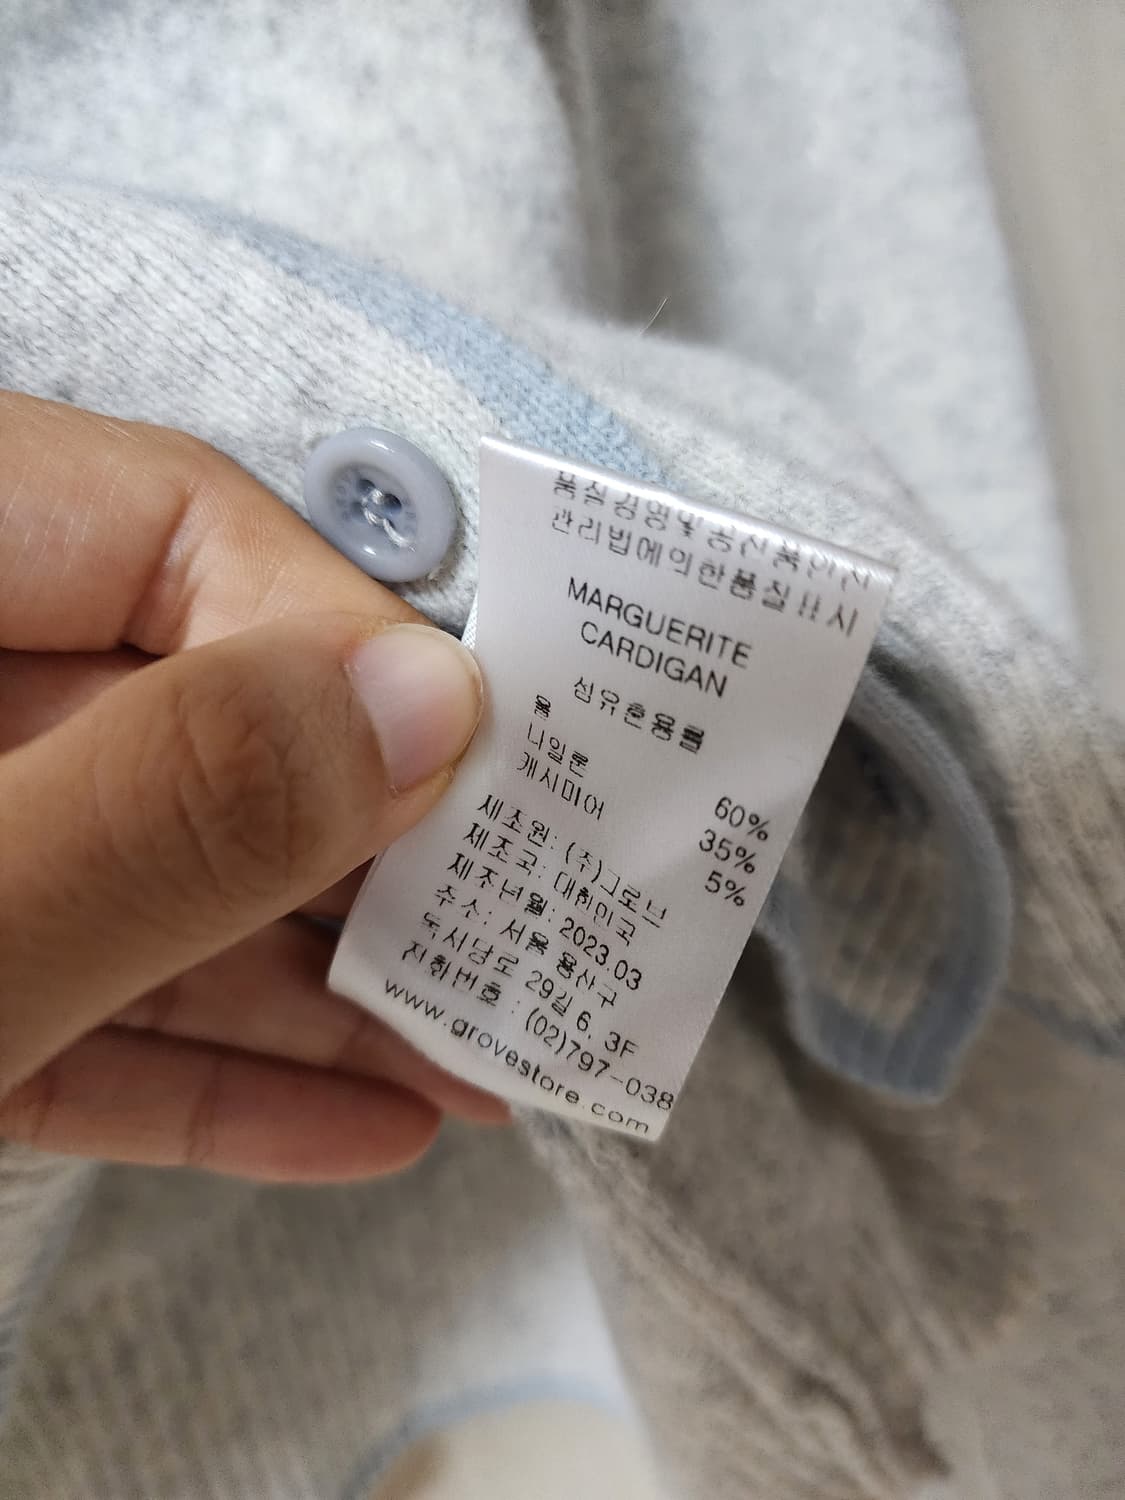 품질경영및공산품안전
관리법에의한품질표시
MARGUERITE
CARDIGAN
섬유혼용률
울 60%
나일론 35%
캐시미어 5%
제조원: (주)그로브
제조국: 대한민국
제조년월: 2023.03
주소: 서울 용산구
독서당로 29길 6, 3F
전화번호 : (02)797-038
www.grovestore.com